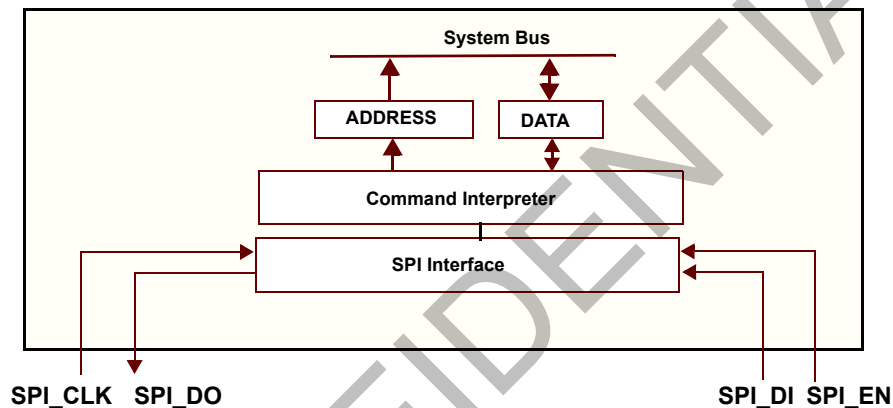 System Bus
ADDRESS
DATA
Command Interpreter
SPI Interface
SPI_CLK SPI_DO
SPI_DI SPI_EN